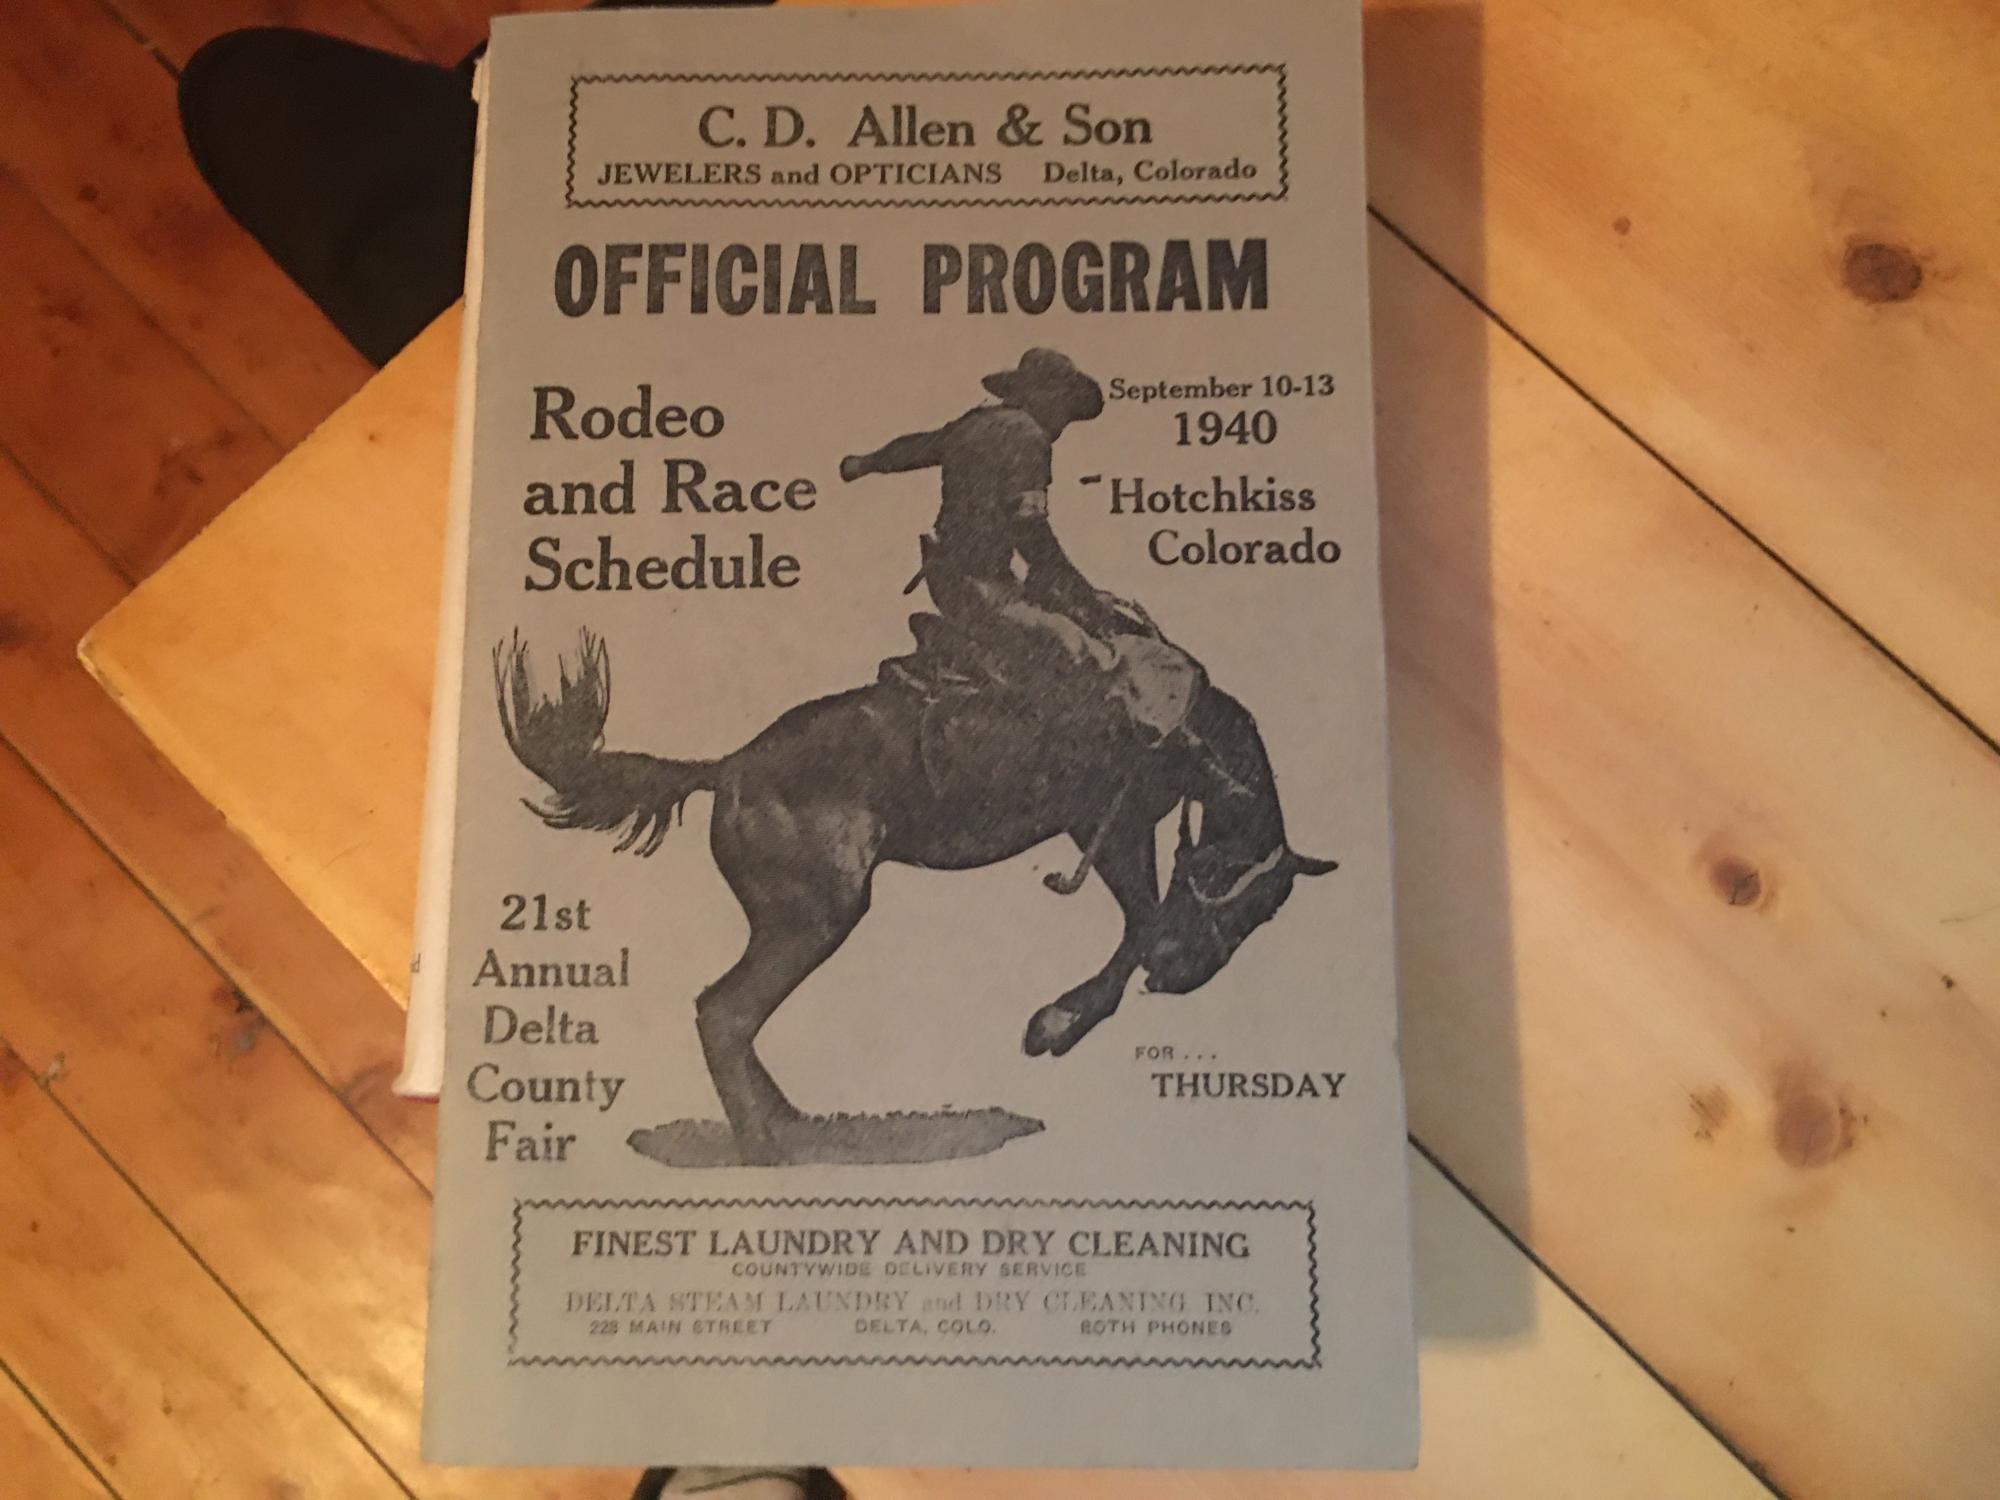 C. D. Allen & Son
JEWELERS and OPTICIANS Delta, Colorado
OFFICIAL PROGRAM
Rodeo
and Race
Schedule
September 10-13
1940
Hotchkiss
Colorado
21st
Annual
Delta
County
Fair
FOR...
THURSDAY
FINEST LAUNDRY AND DRY CLEANING
COUNTYWIDE DELIVERY SERVICE
DELTA STEAM LAUNDRY and DRY CLEANING, INC.
228 MAIN STREET DELTA, COLO. BOTH PHONES